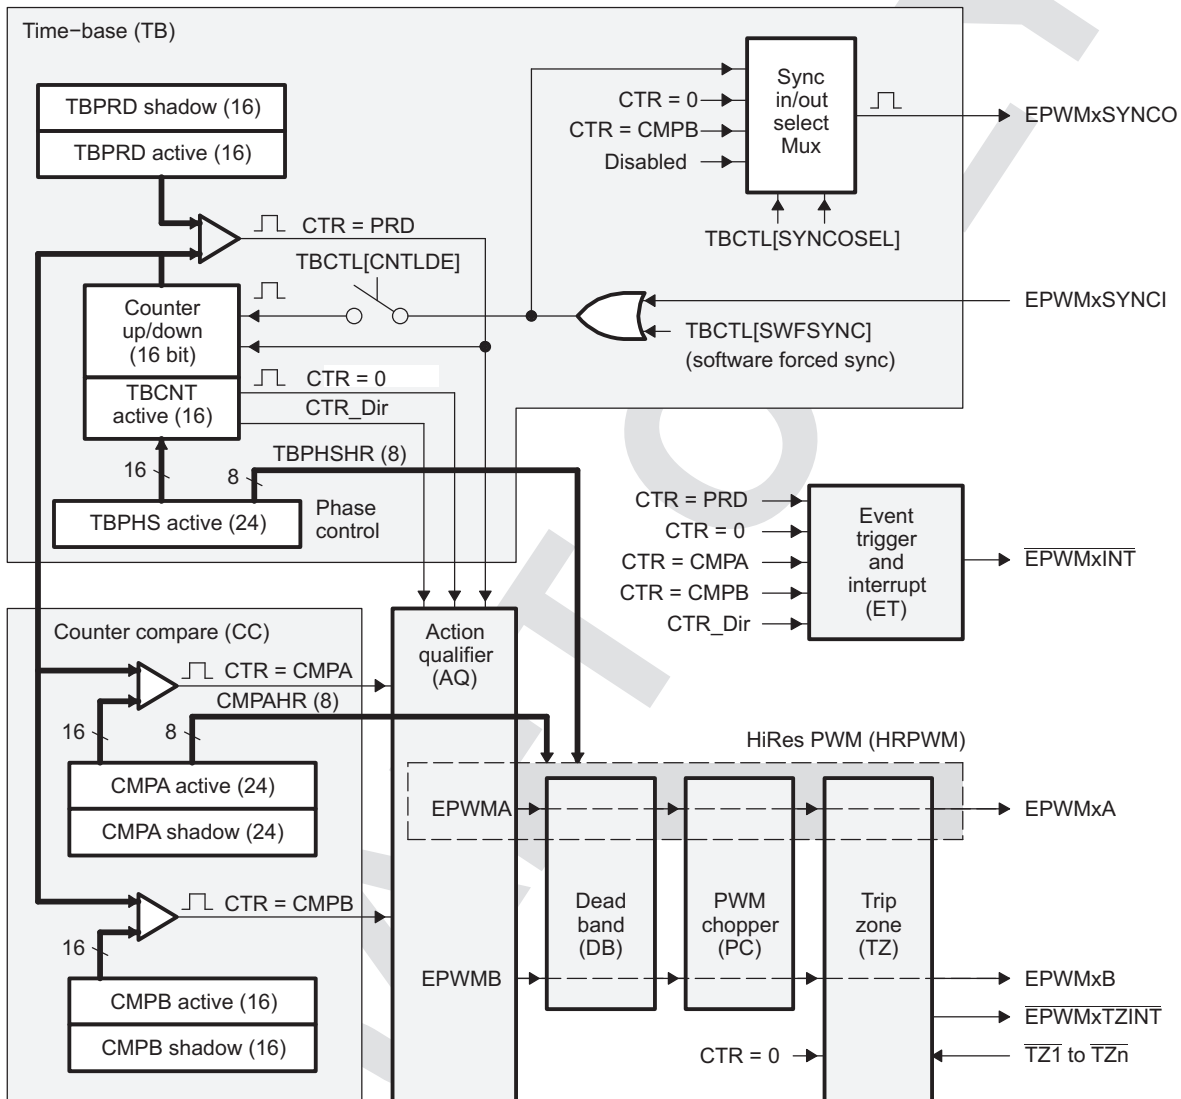 Time−base (TB)
TBPRD shadow (16)
TBPRD active (16)
CTR = PRD
TBCTL[CNTLDE]
Counter
up/down
(16 bit)
TBCNT
active (16)
CTR = 0
CTR_Dir
16
8
TBPHSHR (8)
TBPHS active (24)
Phase
control
CTR = 0
CTR = CMPB
Disabled
Sync
in/out
select
Mux
TBCTL[SYNCOSEL]
EPWMxSYNCO
EPWMxSYNCI
TBCTL[SWFSYNC]
(software forced sync)
CTR = PRD
CTR = 0
CTR = CMPA
CTR = CMPB
CTR_Dir
Event
trigger
and
interrupt
(ET)
EPWMxINT
Counter compare (CC)
CTR = CMPA
CMPAHR (8)
16
8
CMPA active (24)
CMPA shadow (24)
CTR = CMPB
16
CMPB active (16)
CMPB shadow (16)
Action
qualifier
(AQ)
HiRes PWM (HRPWM)
EPWMA
EPWMB
Dead
band
(DB)
PWM
chopper
(PC)
Trip
zone
(TZ)
CTR = 0
EPWMxA
EPWMxB
EPWMxTZINT
TZ1 to TZn